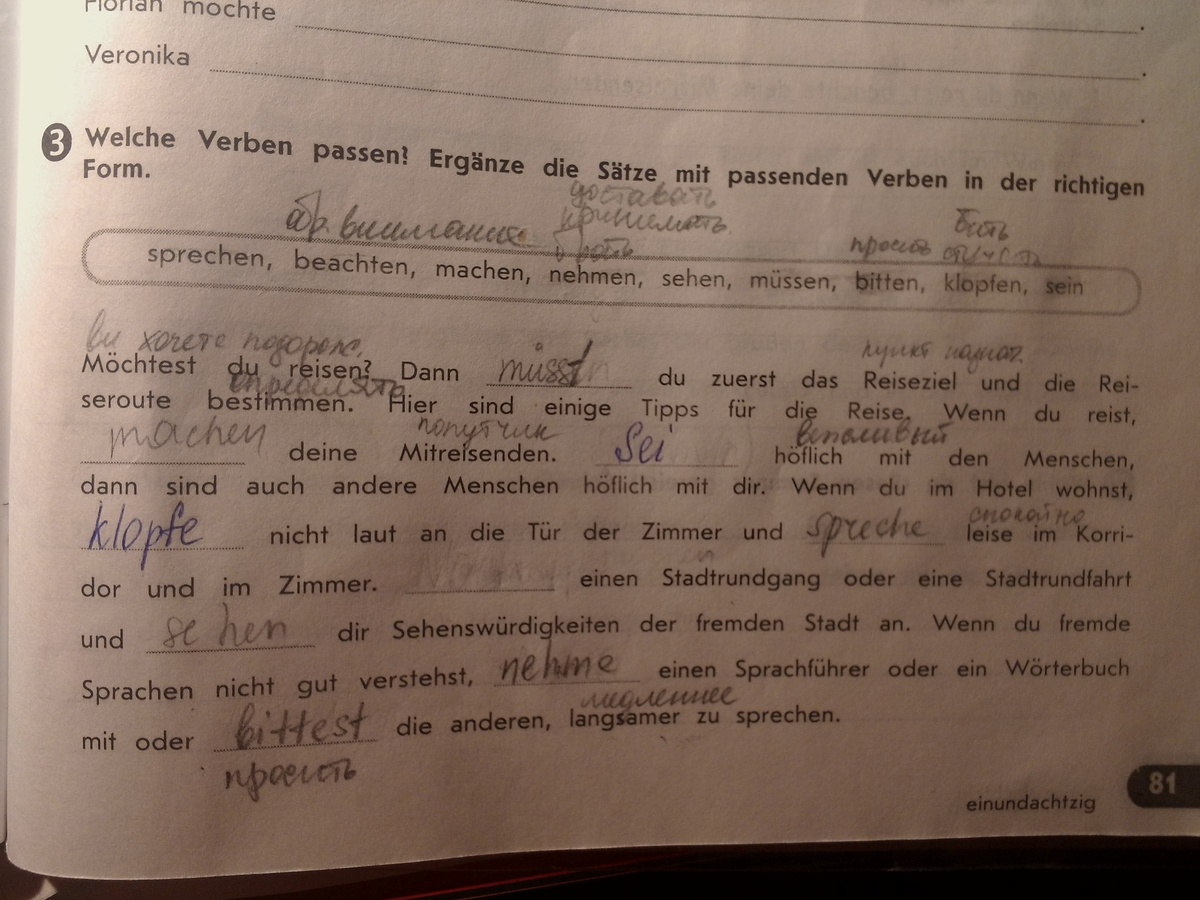 Florian möchte .
Veronika .
.
3 Welche Verben passen? Ergänze die Sätze mit passenden Verben in der richtigen
Form.
доставать
обр. внимание принимать быть
брать просить
sprechen, beachten, machen, nehmen, sehen, müssen, bitten, klopfen, sein
хочете пункт назнач.
Möchtest du reisen? Dann müsst du zuerst das Reiseziel und die Rei-
определять
seroute bestimmen. Hier sind einige Tipps für die Reise. Wenn du reist,
попутчик вежливый
machen deine Mitreisenden. Sei höflich mit den Menschen,
dann sind auch andere Menschen höflich mit dir. Wenn du im Hotel wohnst,
спокойно
klopfe nicht laut an die Tür der Zimmer und spreche leise im Korri-
dor und im Zimmer. einen Stadtrundgang oder eine Stadtrundfahrt
und sehen dir Sehenswürdigkeiten der fremden Stadt an. Wenn du fremde
Sprachen nicht gut verstehst, nehme einen Sprachführer oder ein Wörterbuch
медленнее
mit oder bittest die anderen, langsamer zu sprechen.
просить
einundachtzig 81